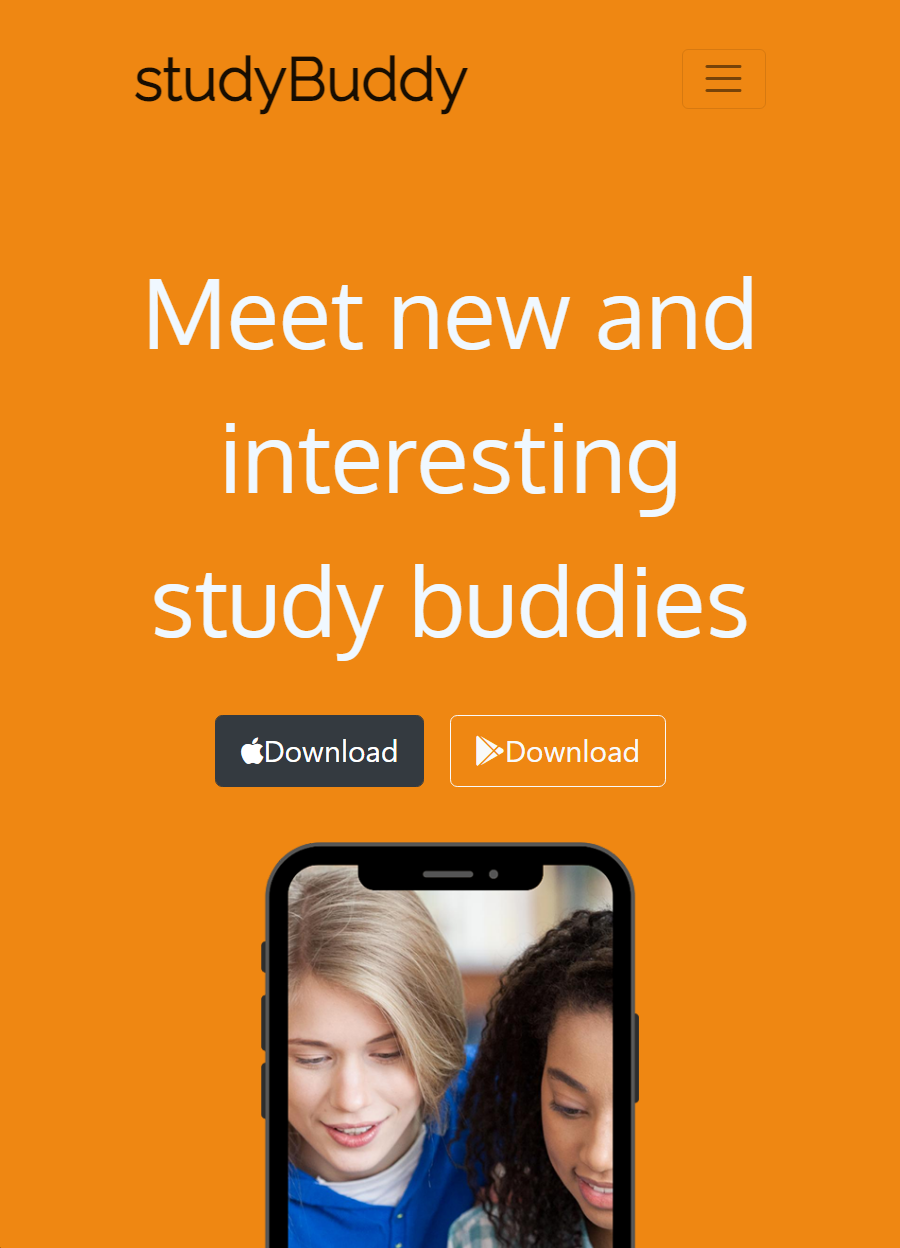 studyBuddy
Meet new and
interesting
study buddies
Download
Download